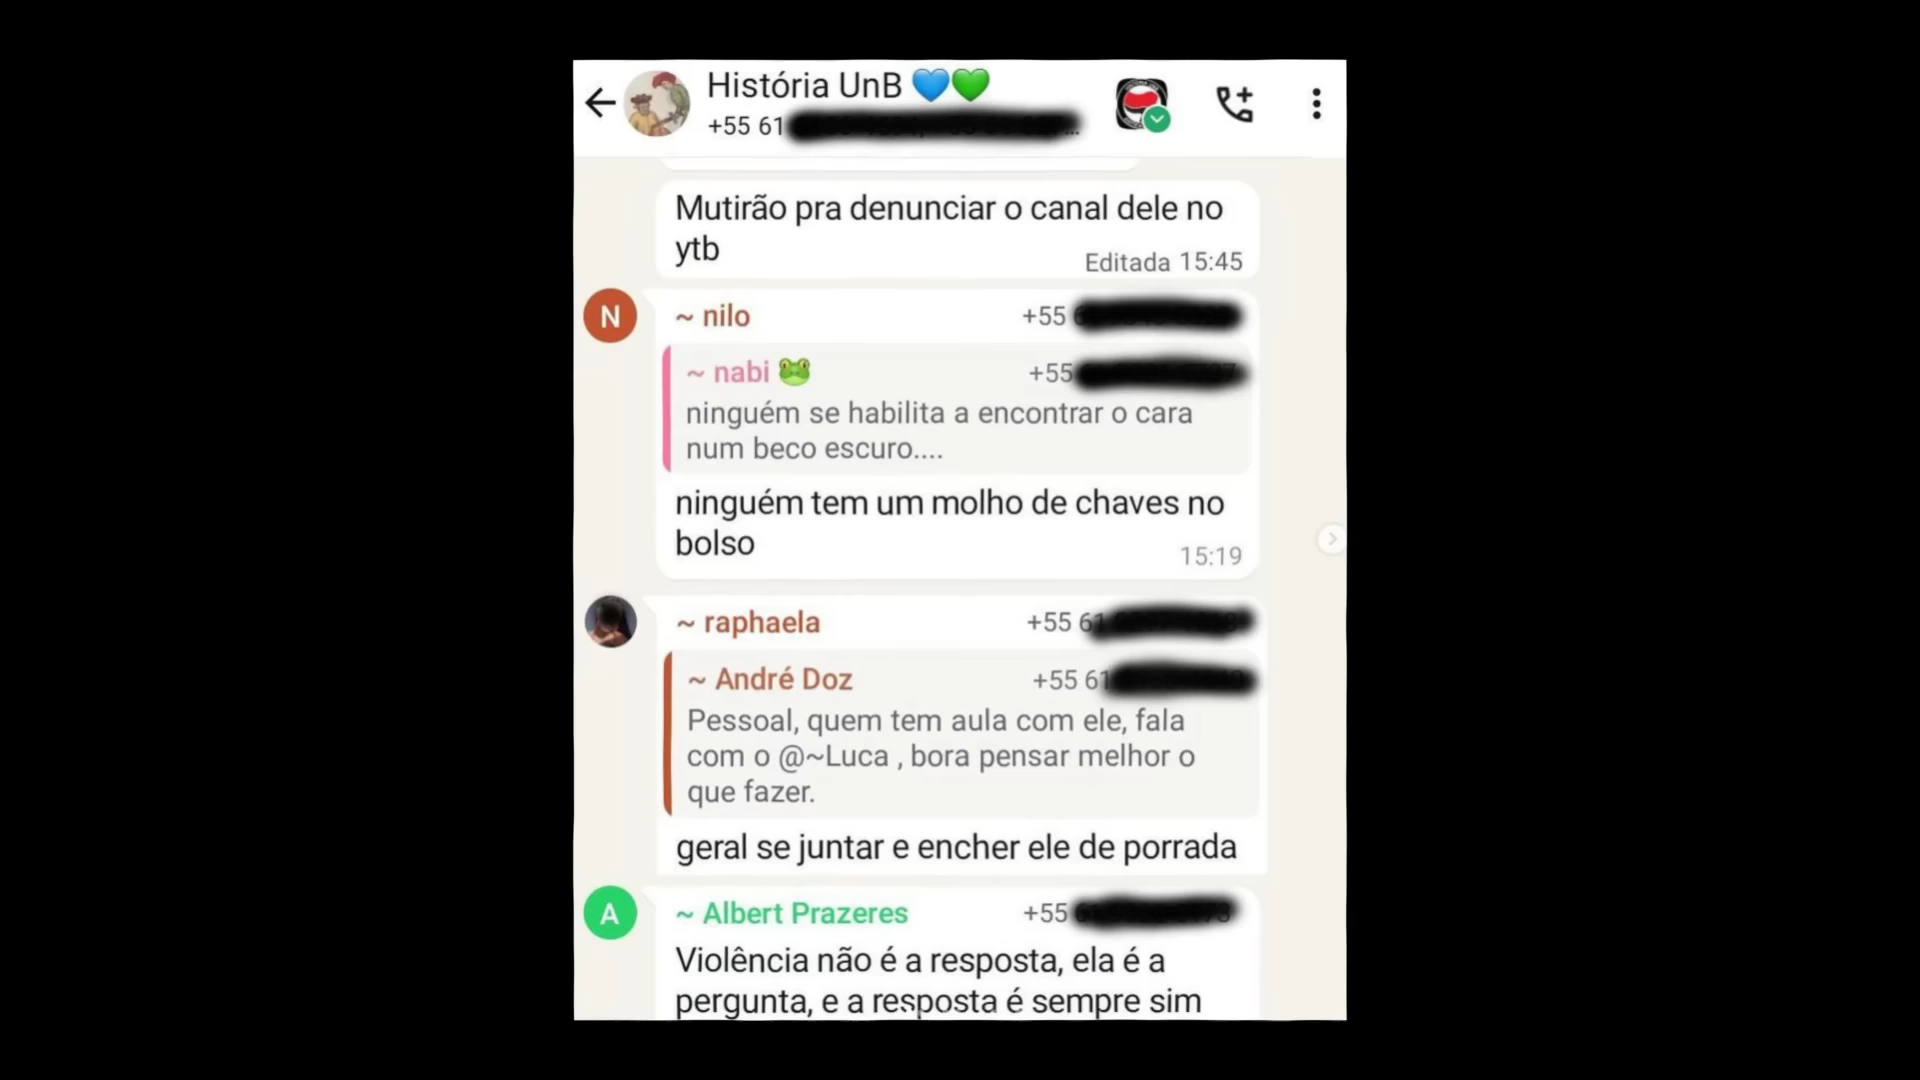 História UnB 💙💚
+55 61
Mutirão pra denunciar o canal dele no
ytb
Editada 15:45
N
~ nilo +55
~ nabi 🐸 +55
ninguém se habilita a encontrar o cara
num beco escuro....
ninguém tem um molho de chaves no
bolso
15:19
~ raphaela +55 61
~ André Doz +55 61
Pessoal, quem tem aula com ele, fala
com o @~Luca , bora pensar melhor o
que fazer.
geral se juntar e encher ele de porrada
A
~ Albert Prazeres +55
Violência não é a resposta, ela é a
pergunta, e a resposta é sempre sim